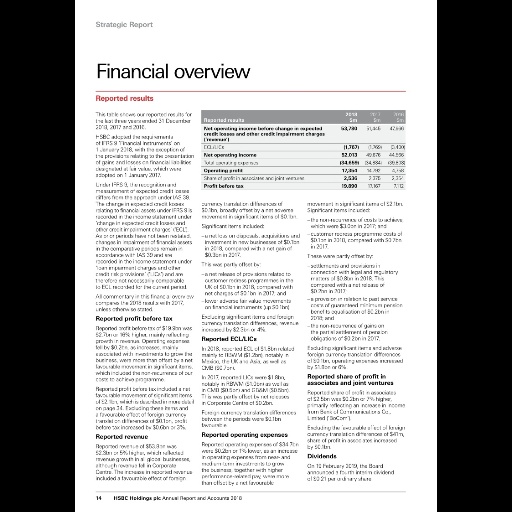 Strategic Report
Financial overview
Reported results
This table shows our reported results for
the last three years ended 31 December
2018, 2017 and 2016.
HSBC adopted the requirements
of IFRS 9 'Financial Instruments' on
1 January 2018, with the exception of
the provisions relating to the presentation
of gains and losses on financial liabilities
designated at fair value, which were
adopted on 1 January 2017.
Under IFRS 9, the recognition and
measurement of expected credit losses
differs from the approach under IAS 39.
The change in expected credit losses
relating to financial assets under IFRS 9 is
recorded in the income statement under
'change in expected credit losses and
other credit impairment charges' ('ECL').
As prior periods have not been restated,
changes in impairment of financial assets
in the comparative periods remain in
accordance with IAS 39 and are
recorded in the income statement under
'loan impairment charges and other
credit risk provisions' ('LICs') and are
therefore not necessarily comparable
to ECL recorded for the current period.
All commentary in this financial overview
compares the 2018 results with 2017,
unless otherwise stated.
Reported profit before tax
Reported profit before tax of $19.9bn was
$2.7bn or 16% higher, mainly reflecting
growth in revenue. Operating expenses
fell by $0.2bn, as increases, mainly
associated with investments to grow the
business, were more than offset by a net
favourable movement in significant items,
which included the non-recurrence of our
costs to achieve programme.
Reported profit before tax included a net
favourable movement of significant items
of $2.1bn, which is described in more detail
on page 34. Excluding these items and
a favourable effect of foreign currency
translation differences of $0.1bn, profit
before tax increased by $0.6bn or 3%.
Reported revenue
Reported revenue of $53.8bn was
$2.3bn or 5% higher, which reflected
revenue growth in all global businesses,
although revenue fell in Corporate
Centre. The increase in reported revenue
included a favourable effect of foreign
2018 2017 2016
Reported results $m $m $m
Net operating income before change in expected
credit losses and other credit impairment charges
('revenue') 53,780 51,445 47,966
ECL/LICs (1,767) (1,769) (3,400)
Net operating income 52,013 49,676 44,566
Total operating expenses (34,659) (34,884) (39,808)
Operating profit 17,354 14,792 4,758
Share of profit in associates and joint ventures 2,536 2,375 2,354
Profit before tax 19,890 17,167 7,112
currency translation differences of
$0.1bn, broadly offset by a net adverse
movement in significant items of $0.1bn.
Significant items included:
– a net loss on disposals, acquisitions and
investment in new businesses of $0.1bn
in 2018, compared with a net gain of
$0.3bn in 2017.
This was partly offset by:
– a net release of provisions related to
customer redress programmes in the
UK of $0.1bn in 2018, compared with
net charges of $0.1bn in 2017; and
– lower adverse fair value movements
on financial instruments (up $0.1bn).
Excluding significant items and foreign
currency translation differences, revenue
increased by $2.3bn or 4%.
Reported ECL/LICs
In 2018, reported ECL of $1.8bn related
mainly to RBWM ($1.2bn), notably in
Mexico, the UK and Asia, as well as
CMB ($0.7bn).
In 2017, reported LICs were $1.8bn,
notably in RBWM ($1.0bn) as well as
in CMB ($0.5bn) and GB&M ($0.5bn).
This was partly offset by net releases
in Corporate Centre of $0.2bn.
Foreign currency translation differences
between the periods were $0.1bn
favourable.
Reported operating expenses
Reported operating expenses of $34.7bn
were $0.2bn or 1% lower, as an increase
in operating expenses from near- and
medium-term investments to grow
the business, together with higher
performance-related pay, were more
than offset by a net favourable
movement in significant items of $2.1bn.
Significant items included:
– the non-recurrence of costs to achieve,
which were $3.0bn in 2017; and
– customer redress programme costs of
$0.1bn in 2018, compared with $0.7bn
in 2017.
These were partly offset by:
– settlements and provisions in
connection with legal and regulatory
matters of $0.8bn in 2018. This
compared with a net release of
$0.2bn in 2017;
– a provision in relation to past service
costs of guaranteed minimum pension
benefits equalisation of $0.2bn in
2018; and
– the non-recurrence of gains on
the partial settlement of pension
obligations of $0.2bn in 2017.
Excluding significant items and adverse
foreign currency translation differences
of $0.1bn, operating expenses increased
by $1.8bn or 6%.
Reported share of profit in
associates and joint ventures
Reported share of profit in associates
of $2.5bn was $0.2bn or 7% higher,
primarily reflecting an increase in income
from Bank of Communications Co.,
Limited ('BoCom').
Excluding the favourable effect of foreign
currency translation differences of $41m,
share of profit in associates increased
by $0.1bn.
Dividends
On 19 February 2019, the Board
announced a fourth interim dividend
of $0.21 per ordinary share.
14 HSBC Holdings plc Annual Report and Accounts 2018